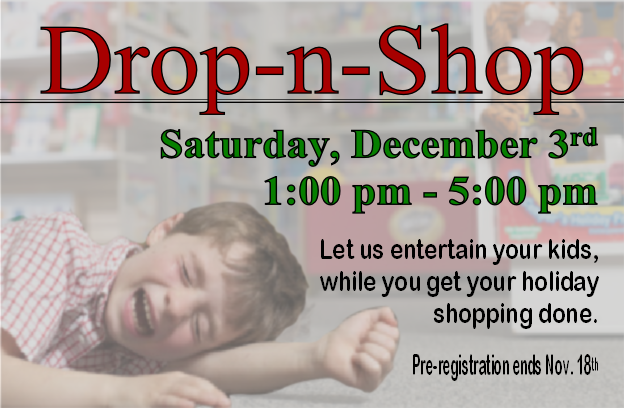 Drop-n-Shop
Saturday, December 3rd
1:00 pm - 5:00 pm
Let us entertain your kids,
while you get your holiday
shopping done.
Pre-registration ends Nov. 18th